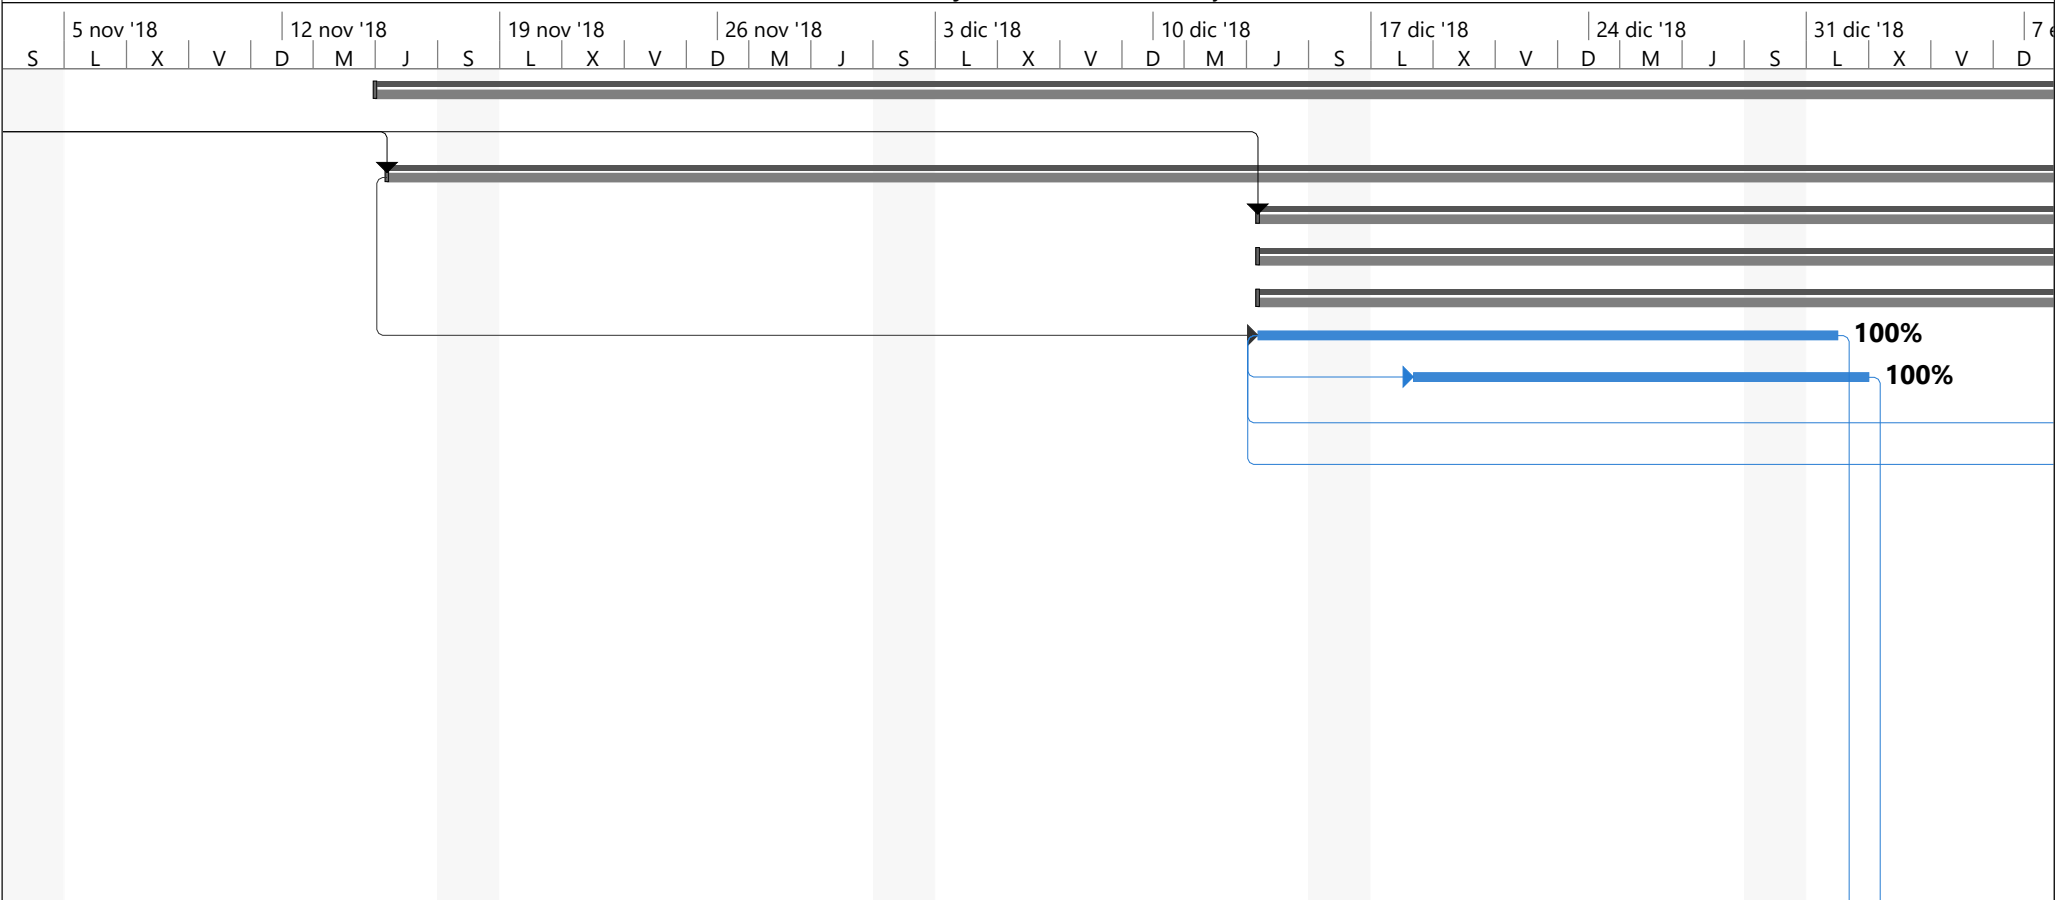 5 nov '18 12 nov '18 19 nov '18 26 nov '18 3 dic '18 10 dic '18 17 dic '18 24 dic '18 31 dic '18 7
S L X V D M J S L X V D M J S L X V D M J S L X V D M J S L X V D
100%
100%